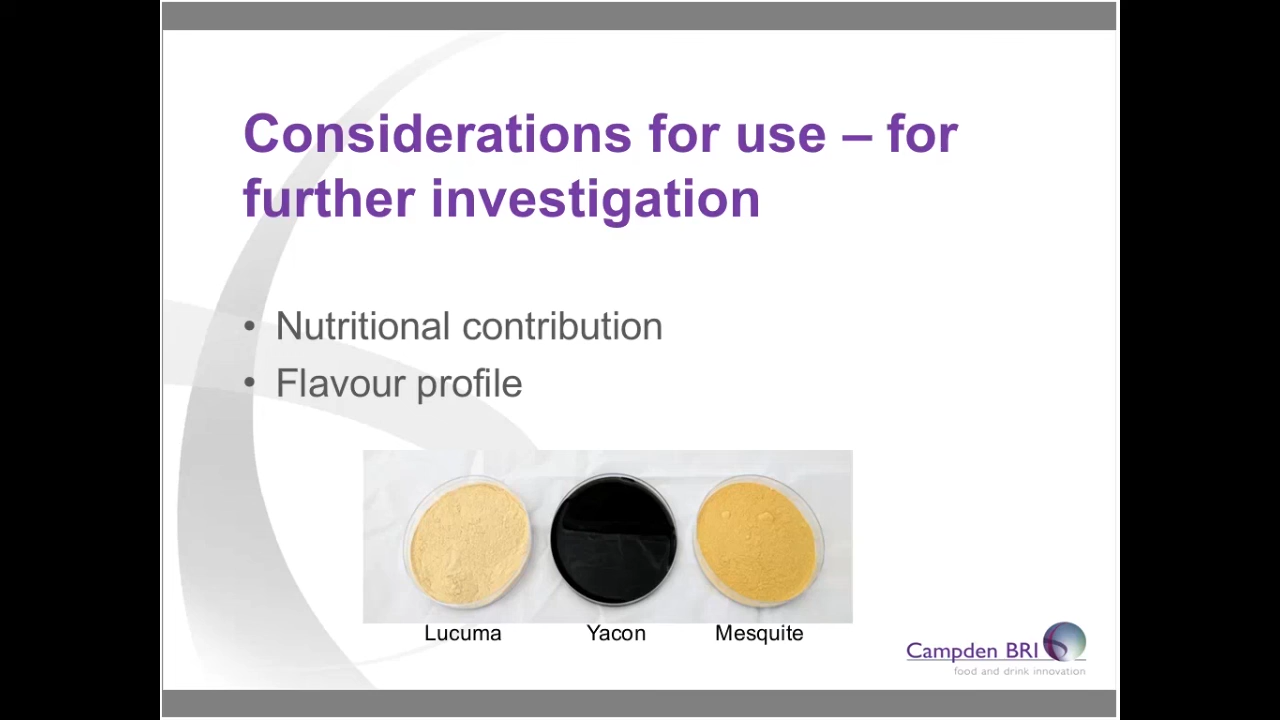 Considerations for use – for
further investigation
• Nutritional contribution
• Flavour profile
Lucuma Yacon Mesquite
Campden BRI
food and drink innovation